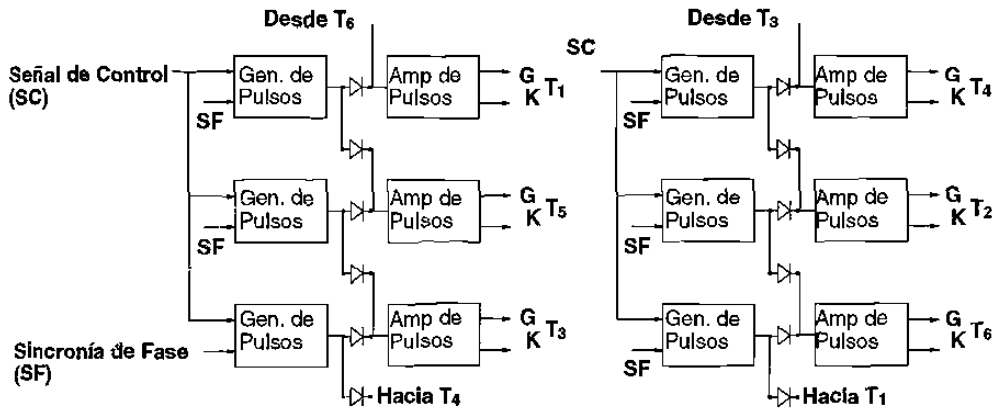 Desde T6
Señal de Control
(SC)
Gen. de
Pulsos
SF
Amp de
Pulsos
G
K
T1
Gen. de
Pulsos
SF
Amp de
Pulsos
G
K
T5
Gen. de
Pulsos
Sincronía de Fase
(SF)
Amp de
Pulsos
G
K
T3
Hacia T4
Desde T3
SC
Gen. de
Pulsos
SF
Amp de
Pulsos
G
K
T4
Gen. de
Pulsos
SF
Amp de
Pulsos
G
K
T2
Gen. de
Pulsos
SF
Amp de
Pulsos
G
K
T6
Hacia T1